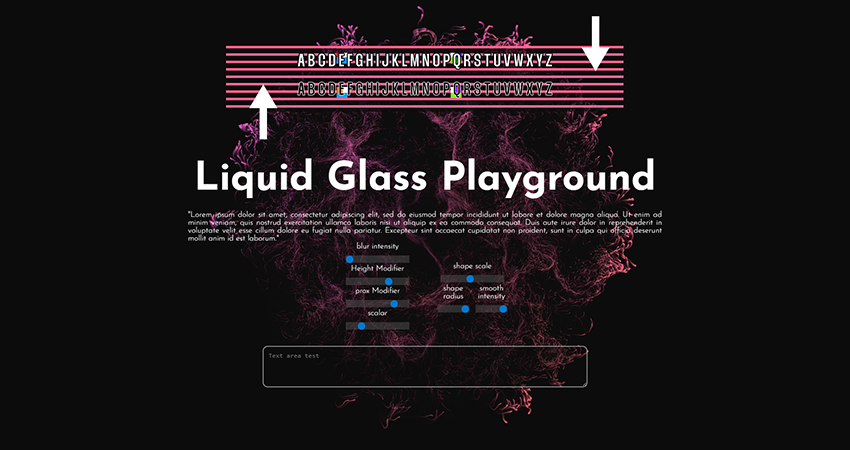 ABCDEFGHIJKLMNOPQRSTUVWXYZ
ABCDEFGHIJKLMNOPQRSTUVWXYZ
Liquid Glass Playground
"Lorem ipsum dolor sit amet, consectetur adipiscing elit, sed do eiusmod tempor incididunt ut labore et dolore magna aliqua. Ut enim ad
minim veniam, quis nostrud exercitation ullamco laboris nisi ut aliquip ex ea commodo consequat. Duis aute irure dolor in reprehenderit in
voluptate velit esse cillum dolore eu fugiat nulla pariatur. Excepteur sint occaecat cupidatat non proident, sunt in culpa qui officia deserunt
mollit anim id est laborum."
blur intensity
Height Modifier
prox Modifier
scalar
shape scale
shape
radius
smooth
intensity
Text area test